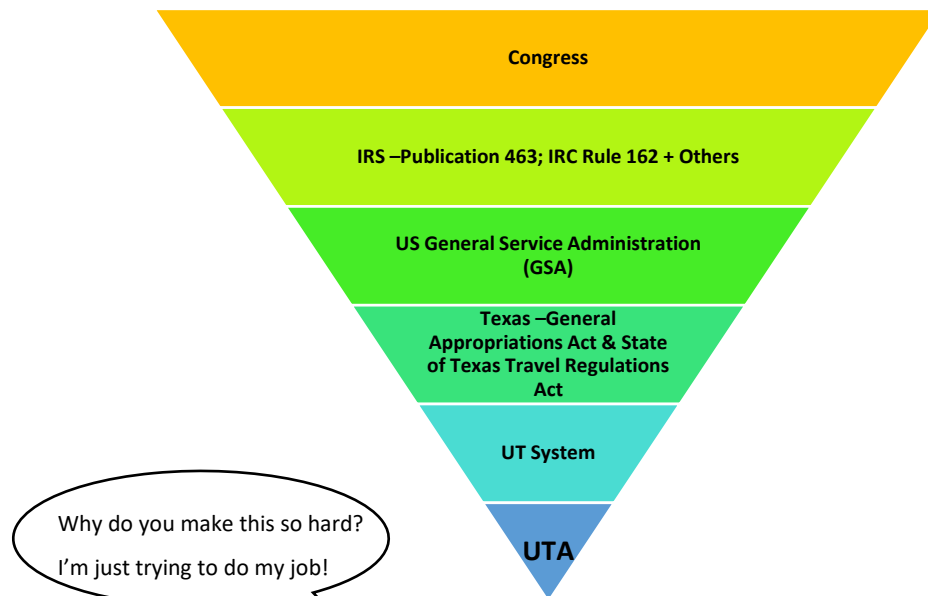 Congress
IRS –Publication 463; IRC Rule 162 + Others
US General Service Administration
(GSA)
Texas –General
Appropriations Act & State
of Texas Travel Regulations
Act
UT System
UTA
Why do you make this so hard?
I’m just trying to do my job!